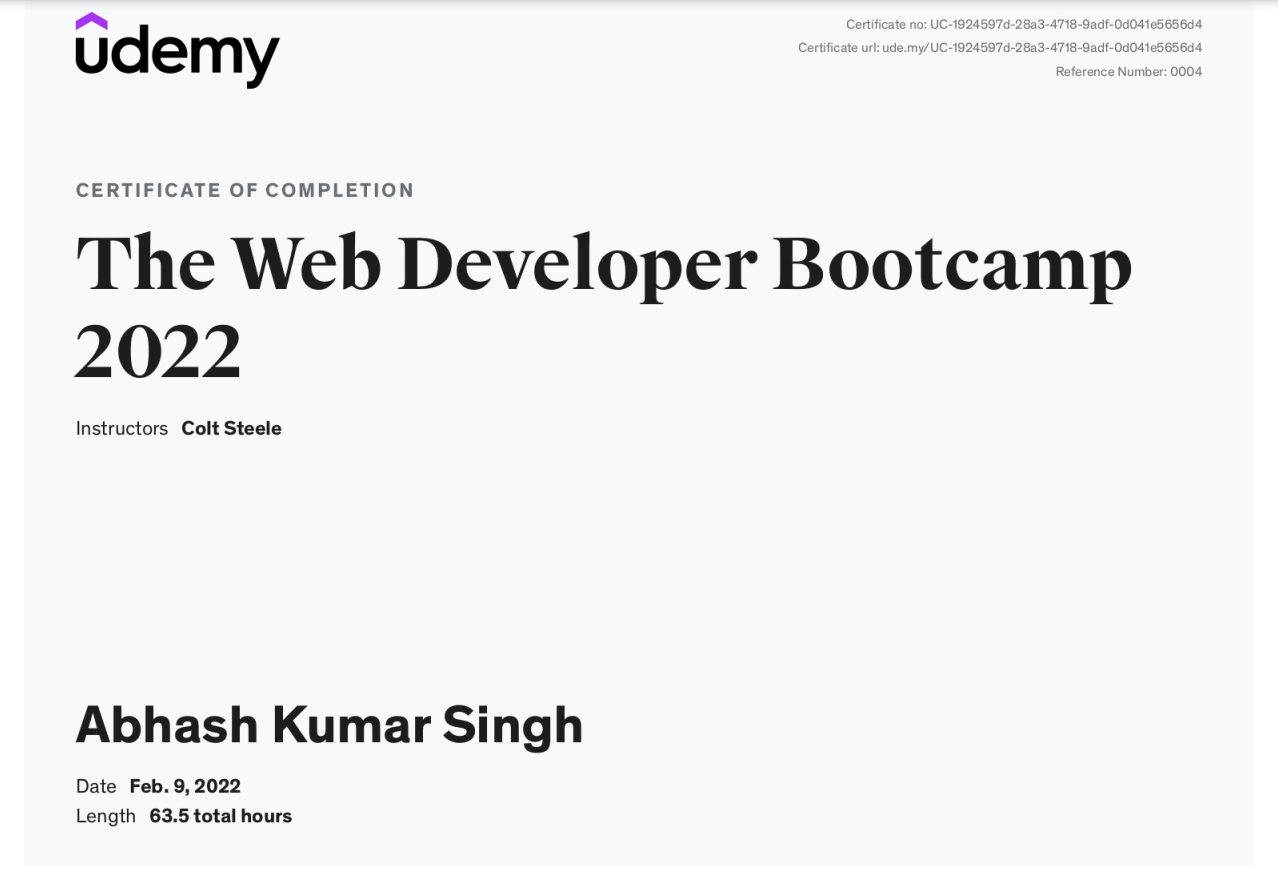 udemy
Certificate no: UC-1924597d-28a3-4718-9adf-0d041e5656d4
Certificate url: ude.my/UC-1924597d-28a3-4718-9adf-0d041e5656d4
Reference Number: 0004
CERTIFICATE OF COMPLETION
The Web Developer Bootcamp
2022
Instructors Colt Steele
Abhash Kumar Singh
Date Feb. 9, 2022
Length 63.5 total hours